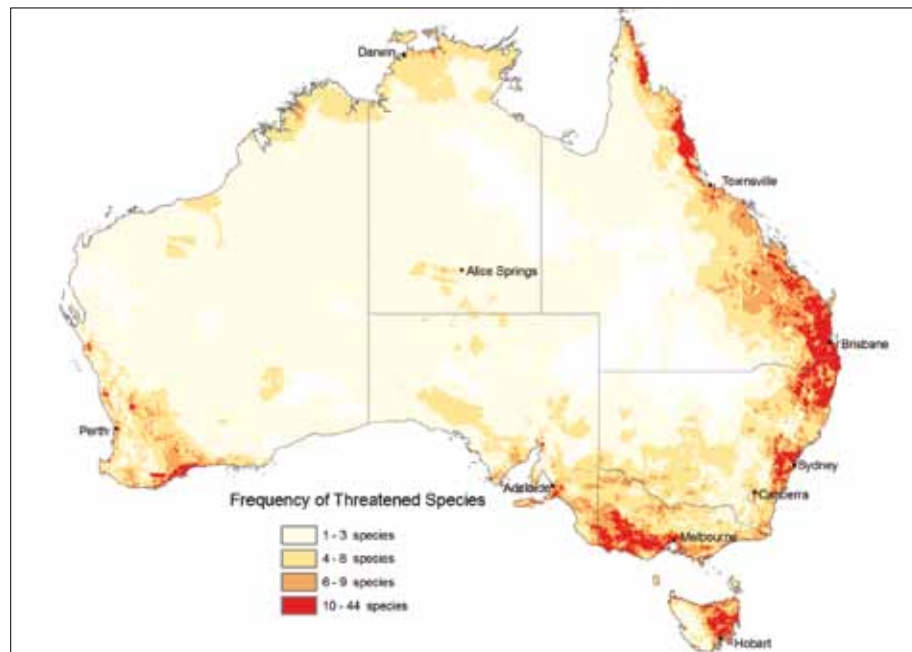 Darwin
Townsville
Alice Springs
Brisbane
Perth
Sydney
Adelaide
Canberra
Frequency of Threatened Species
1 - 3 species
Melbourne
4 - 5 species
6 - 9 species
10 - 44 species
Hobart